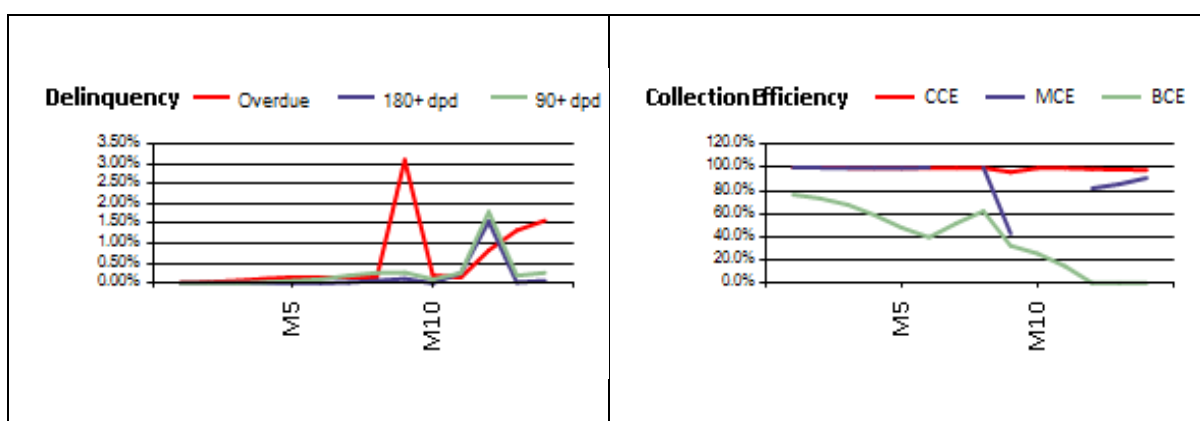 Delinquency Overdue 180+ dpd 90+ dpd
3.50%
3.00%
2.50%
2.00%
1.50%
1.00%
0.50%
0.00%
M5
M10
Collection Efficiency CCE MCE BCE
120.0%
100.0%
80.0%
60.0%
40.0%
20.0%
0.0%
M5
M10